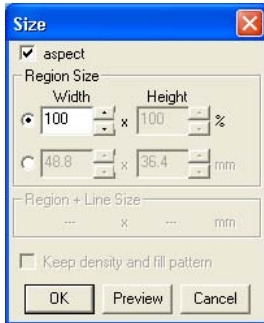 Size
aspect
Region Size
Width Height
100 x 100 %
48.8 x 36.4 mm
Region + Line Size
--- x --- mm
Keep density and fill pattern
OK Preview Cancel